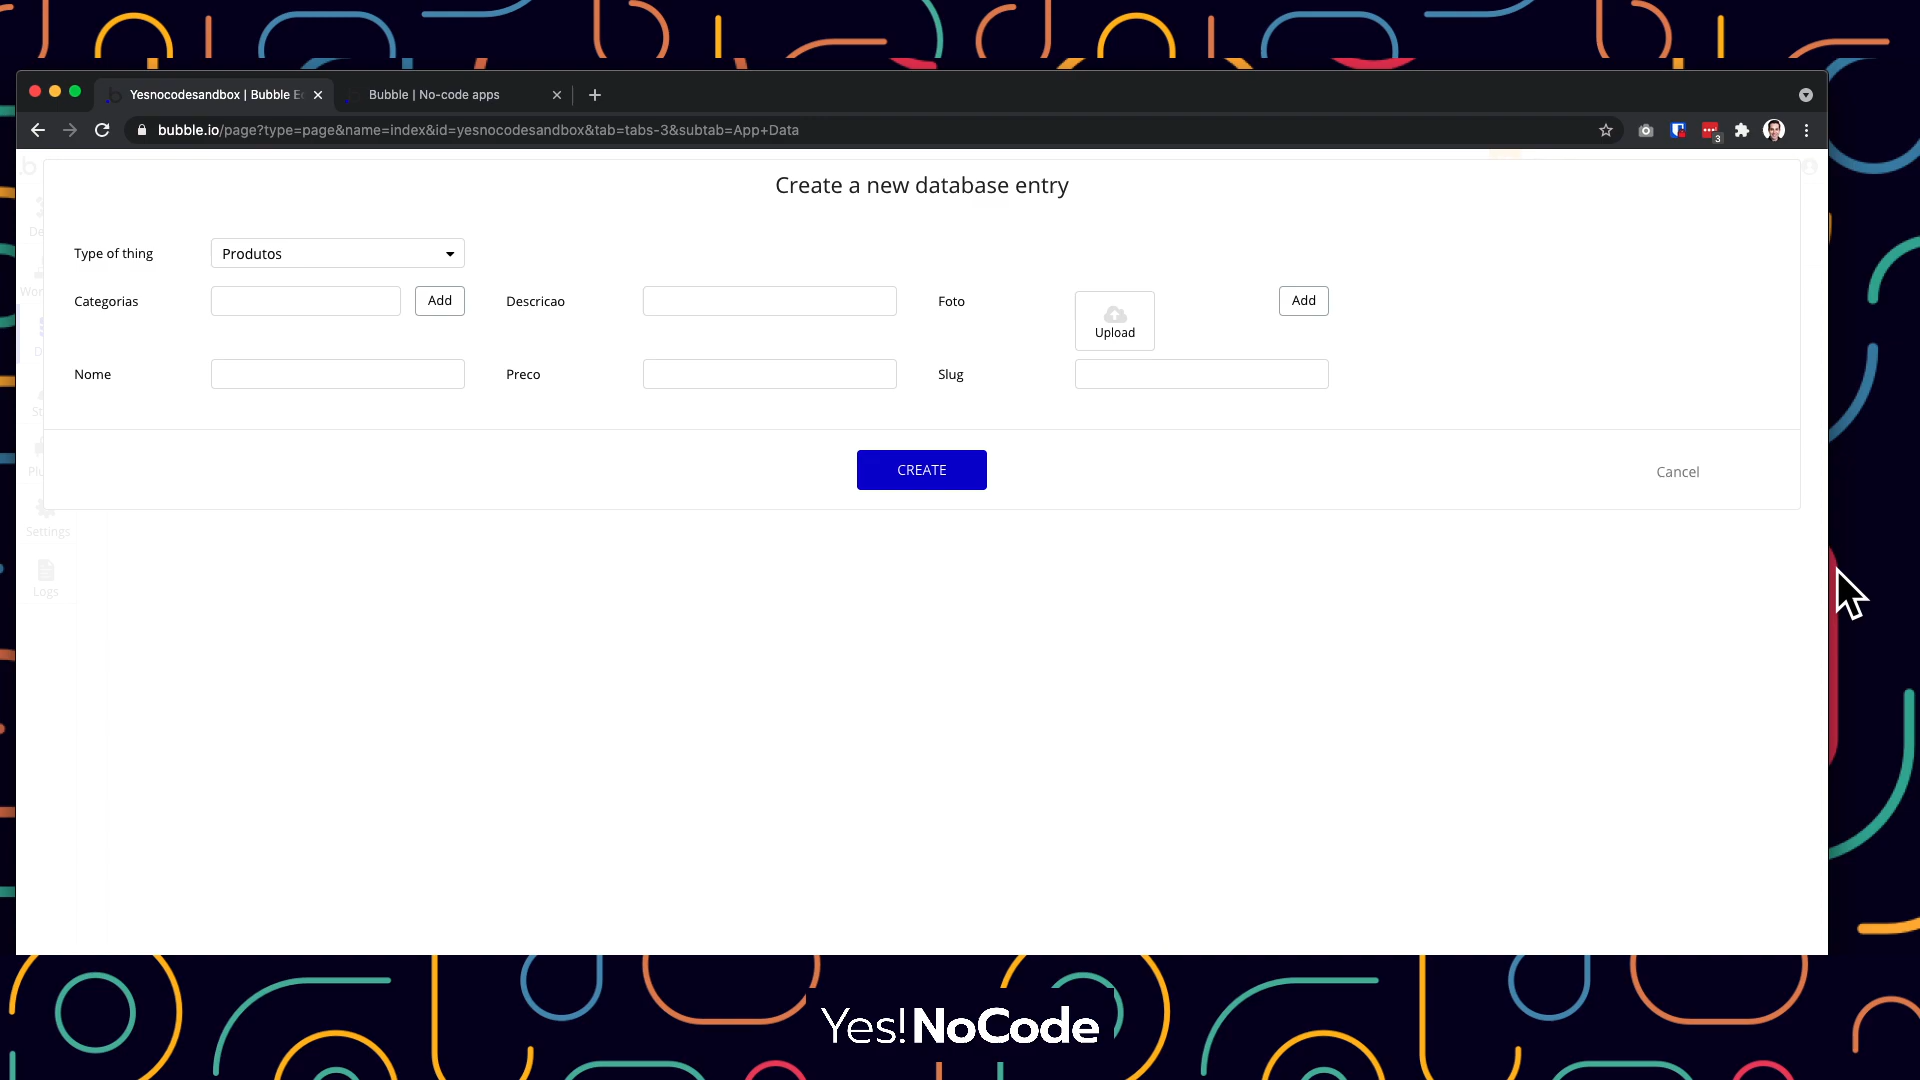 Yesnocodesandbox | Bubble E
Bubble | No-code apps
bubble.io/page?type=page&name=index&id=yesnocodesandbox&tab=tabs-3&subtab=App+Data
3
Create a new database entry
Type of thing
Produtos
Categorias
Add
Descricao
Foto
Upload
Add
Nome
Preco
Slug
CREATE
Cancel
Settings
Logs
Yes!NoCode